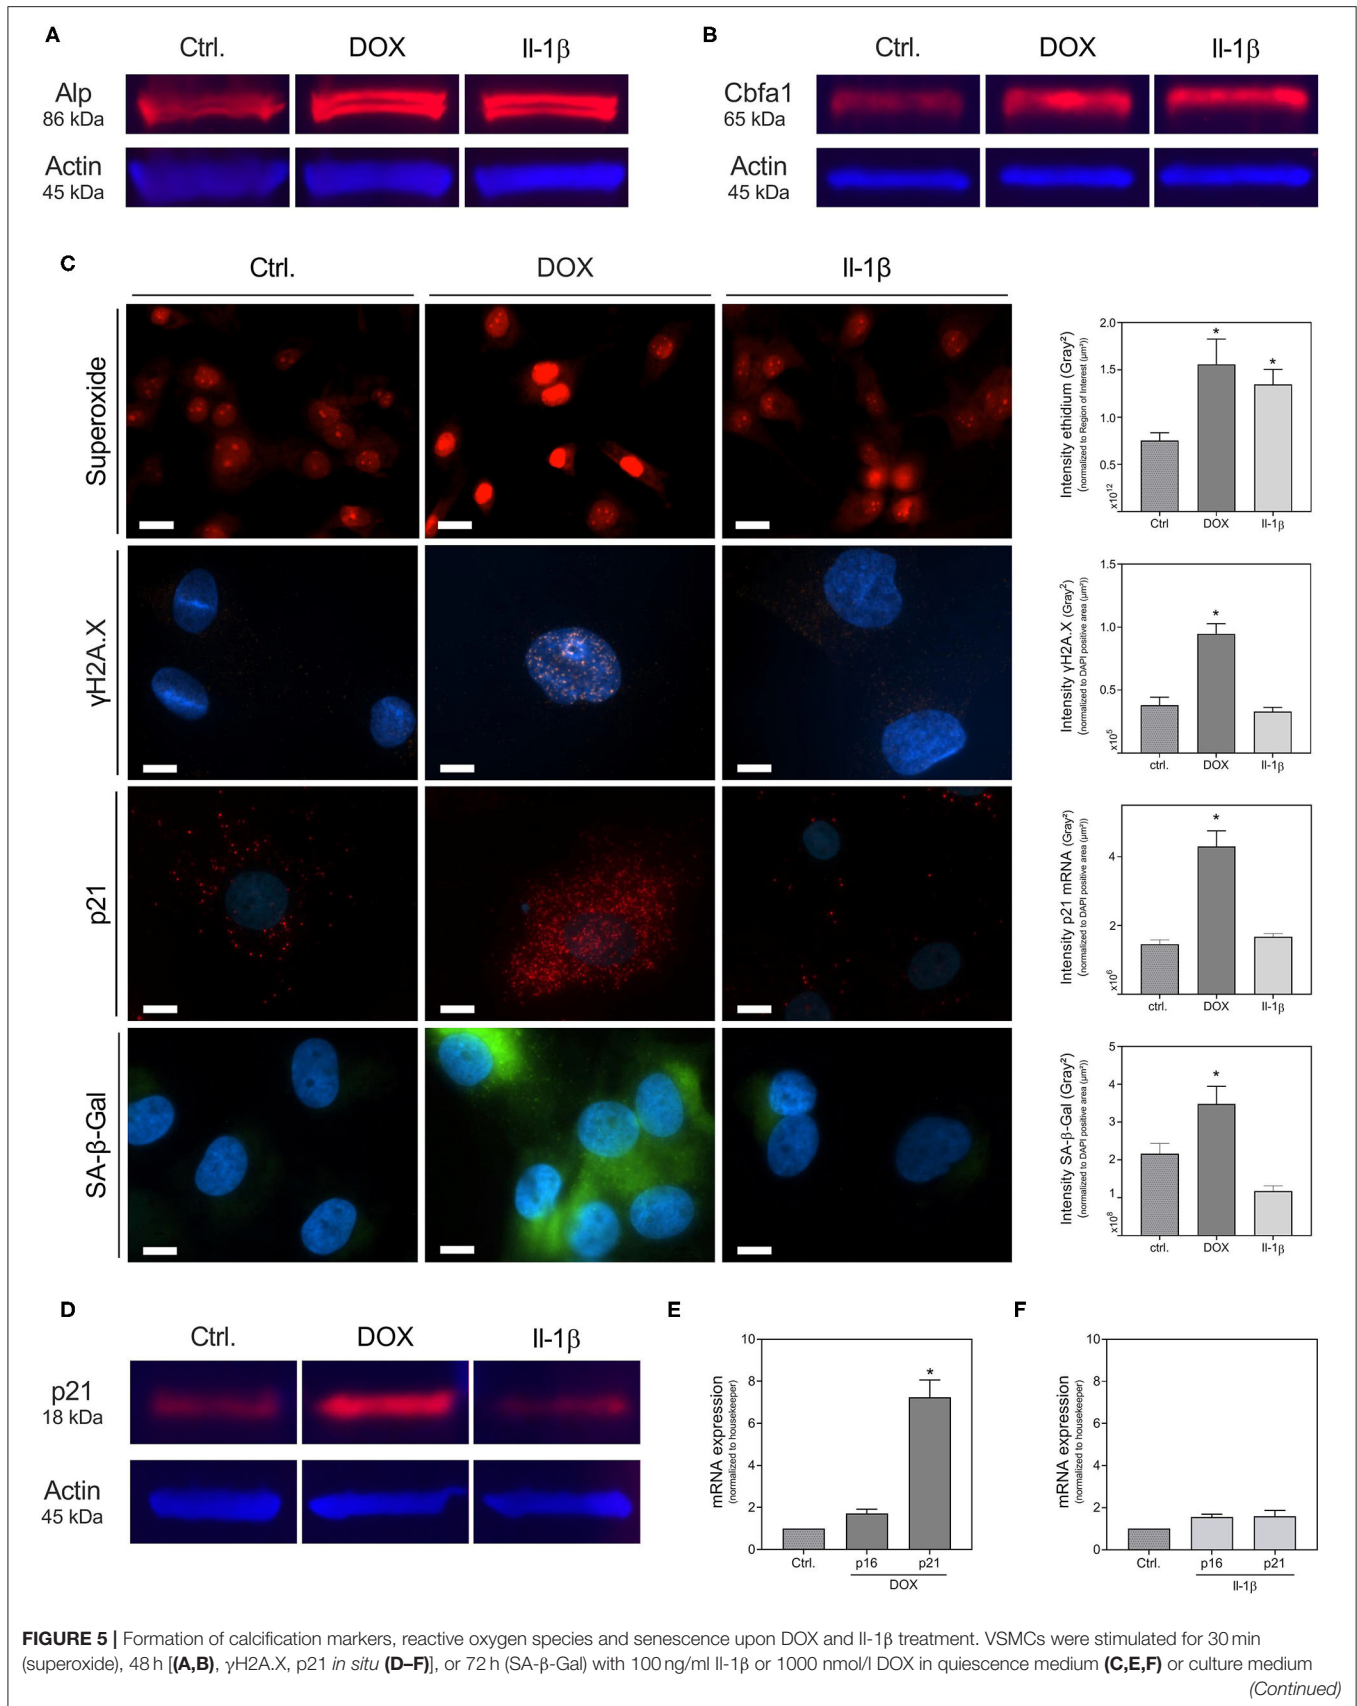 A
Ctrl. DOX Il-1β
Alp
86 kDa
Actin
45 kDa
B
Ctrl. DOX Il-1β
Cbfa1
65 kDa
Actin
45 kDa
C
Ctrl. DOX Il-1β
Superoxide
Intensity ethidium (Gray²)
(normalized to Region of Interest (µm²))
x10¹²
2.0
1.5
1.0
0.5
* *
Ctrl DOX Il-1β
γH2A.X
Intensity γH2A.X (Gray²)
(normalized to DAPI positive area (µm²))
x10⁵
1.5
1.0
0.5
*
ctrl. DOX Il-1β
p21
Intensity p21 mRNA (Gray²)
(normalized to DAPI positive area (µm²))
x10⁶
4
2
*
ctrl. DOX Il-1β
SA-β-Gal
Intensity SA-β-Gal (Gray²)
(normalized to DAPI positive area (µm²))
x10⁸
5
4
3
2
1
*
ctrl. DOX Il-1β
D
Ctrl. DOX Il-1β
p21
18 kDa
Actin
45 kDa
E
mRNA expression
(normalized to housekeeper)
10
8
6
4
2
0
*
Ctrl. p16 p21
DOX
F
mRNA expression
(normalized to housekeeper)
10
8
6
4
2
0
Ctrl. p16 p21
Il-1β
FIGURE 5 | Formation of calcification markers, reactive oxygen species and senescence upon DOX and Il-1β treatment. VSMCs were stimulated for 30 min
(superoxide), 48 h [(A,B), γH2A.X, p21 in situ (D–F)], or 72 h (SA-β-Gal) with 100 ng/ml Il-1β or 1000 nmol/l DOX in quiescence medium (C,E,F) or culture medium
(Continued)